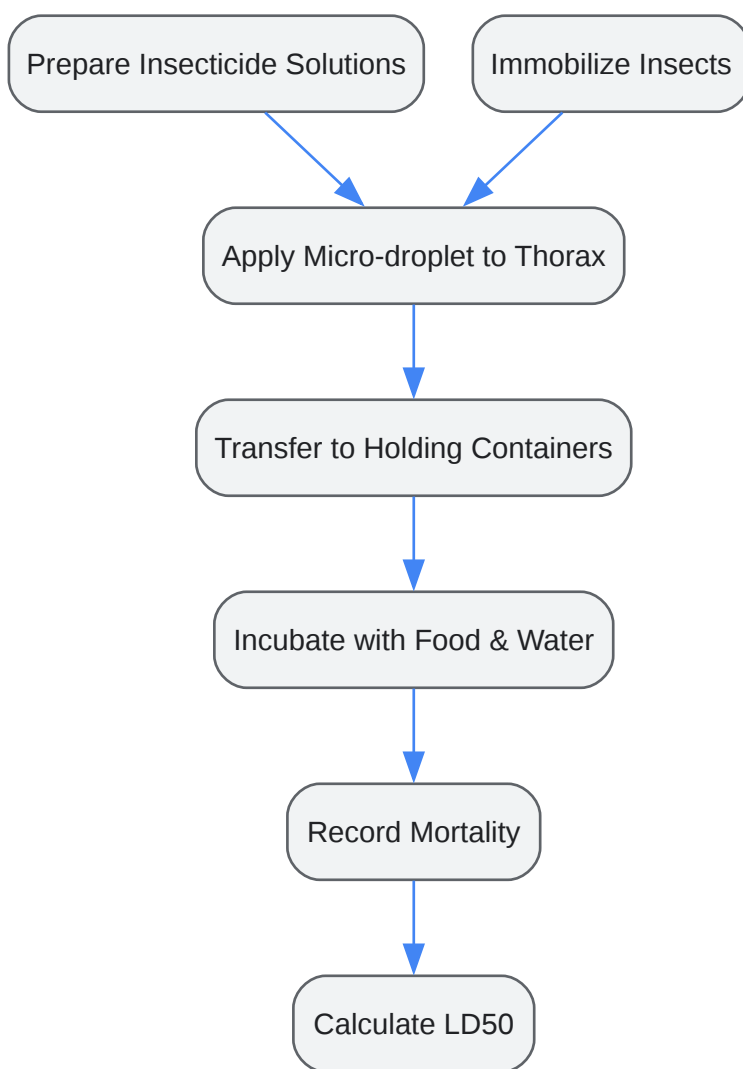 Prepare Insecticide Solutions
Immobilize Insects
Apply Micro-droplet to Thorax
Transfer to Holding Containers
Incubate with Food & Water
Record Mortality
Calculate LD50